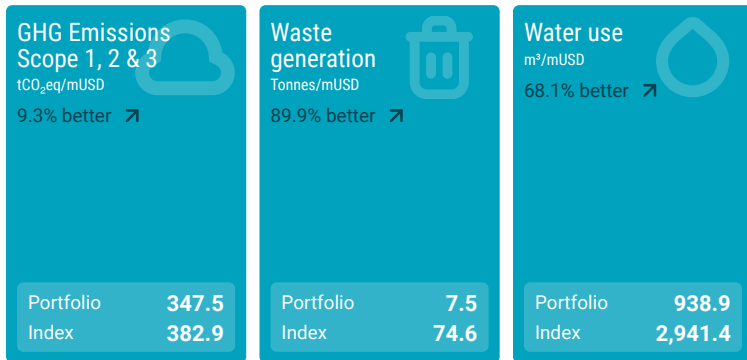 GHG Emissions
Scope 1, 2 & 3
tCO₂eq/mUSD
9.3% better
Portfolio 347.5
Index 382.9
Waste
generation
Tonnes/mUSD
89.9% better
Portfolio 7.5
Index 74.6
Water use
m³/mUSD
68.1% better
Portfolio 938.9
Index 2,941.4